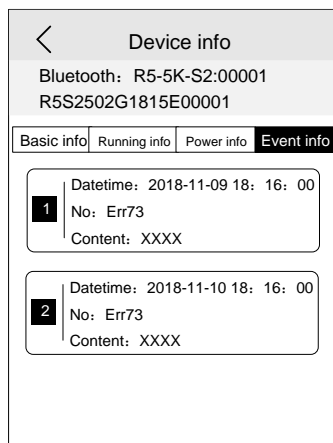 Device info
Bluetooth：R5-5K-S2:00001
R5S2502G1815E00001
Basic info Running info Power info Event info
Datetime：2018-11-09 18：16：00
1
No：Err73
Content：XXXX
Datetime：2018-11-10 18：16：00
2
No：Err73
Content：XXXX